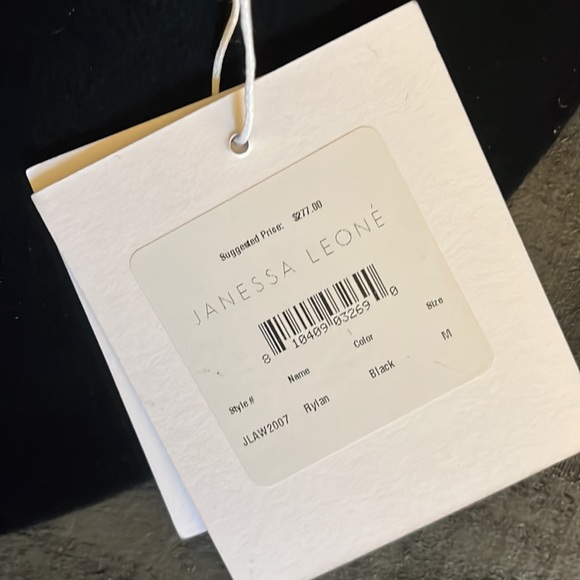 Suggested Price: $277.00
JANESSA LEONÉ
8 10409 03269 0
Style # Name Color Size
JLAW2007 Rylan Black M